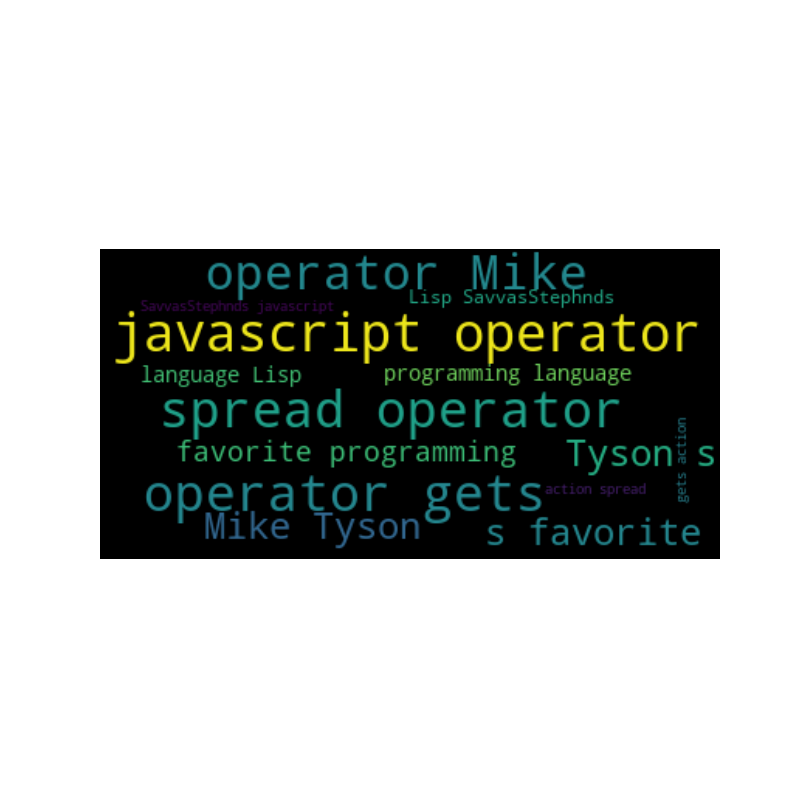 operator Mike
Lisp SavvasStephnds
SavvasStephnds javascript
javascript operator
language Lisp
programming language
spread operator
favorite programming
Tyson s
gets action
operator gets
action spread
Mike Tyson
s favorite